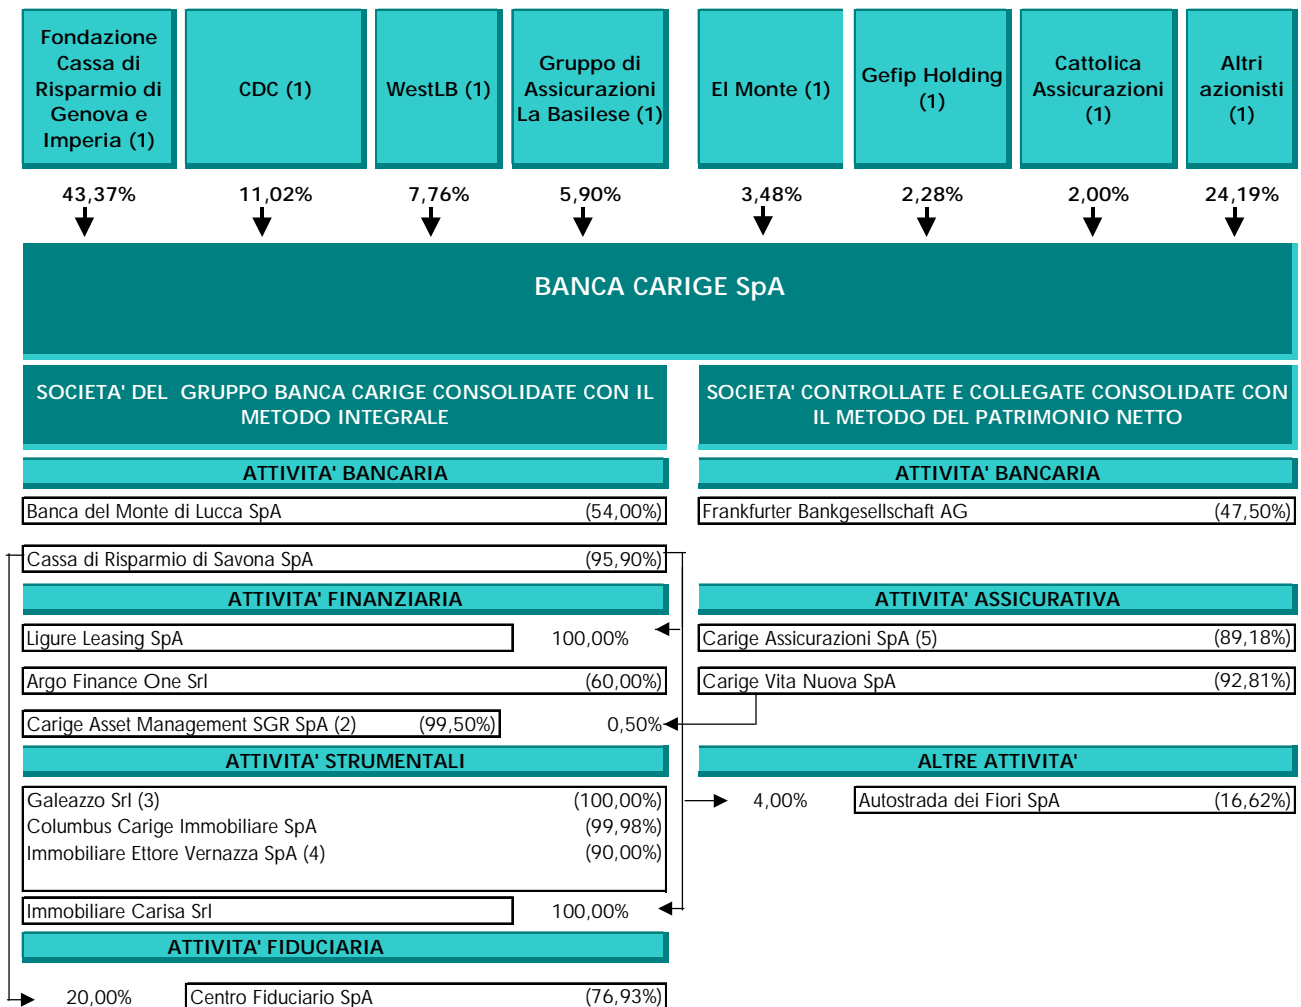 Fondazione
Cassa di
Risparmio di
Genova e
Imperia (1)
CDC (1)
WestLB (1)
Gruppo di
Assicurazioni
La Basilese (1)
El Monte (1)
Gefip Holding
(1)
Cattolica
Assicurazioni
(1)
Altri
azionisti
(1)
43,37% 11,02% 7,76% 5,90% 3,48% 2,28% 2,00% 24,19%
BANCA CARIGE SpA
SOCIETA' DEL GRUPPO BANCA CARIGE CONSOLIDATE CON IL
METODO INTEGRALE
ATTIVITA' BANCARIA
Banca del Monte di Lucca SpA (54,00%)
Cassa di Risparmio di Savona SpA (95,90%)
ATTIVITA' FINANZIARIA
Ligure Leasing SpA 100,00%
Argo Finance One Srl (60,00%)
Carige Asset Management SGR SpA (2) (99,50%) 0,50%
ATTIVITA' STRUMENTALI
Galeazzo Srl (3) (100,00%)
Columbus Carige Immobiliare SpA (99,98%)
Immobiliare Ettore Vernazza SpA (4) (90,00%)
Immobiliare Carisa Srl 100,00%
ATTIVITA' FIDUCIARIA
20,00% Centro Fiduciario SpA (76,93%)
SOCIETA' CONTROLLATE E COLLEGATE CONSOLIDATE CON
IL METODO DEL PATRIMONIO NETTO
ATTIVITA' BANCARIA
Frankfurter Bankgesellschaft AG (47,50%)
ATTIVITA' ASSICURATIVA
Carige Assicurazioni SpA (5) (89,18%)
Carige Vita Nuova SpA (92,81%)
ALTRE ATTIVITA'
4,00% Autostrada dei Fiori SpA (16,62%)